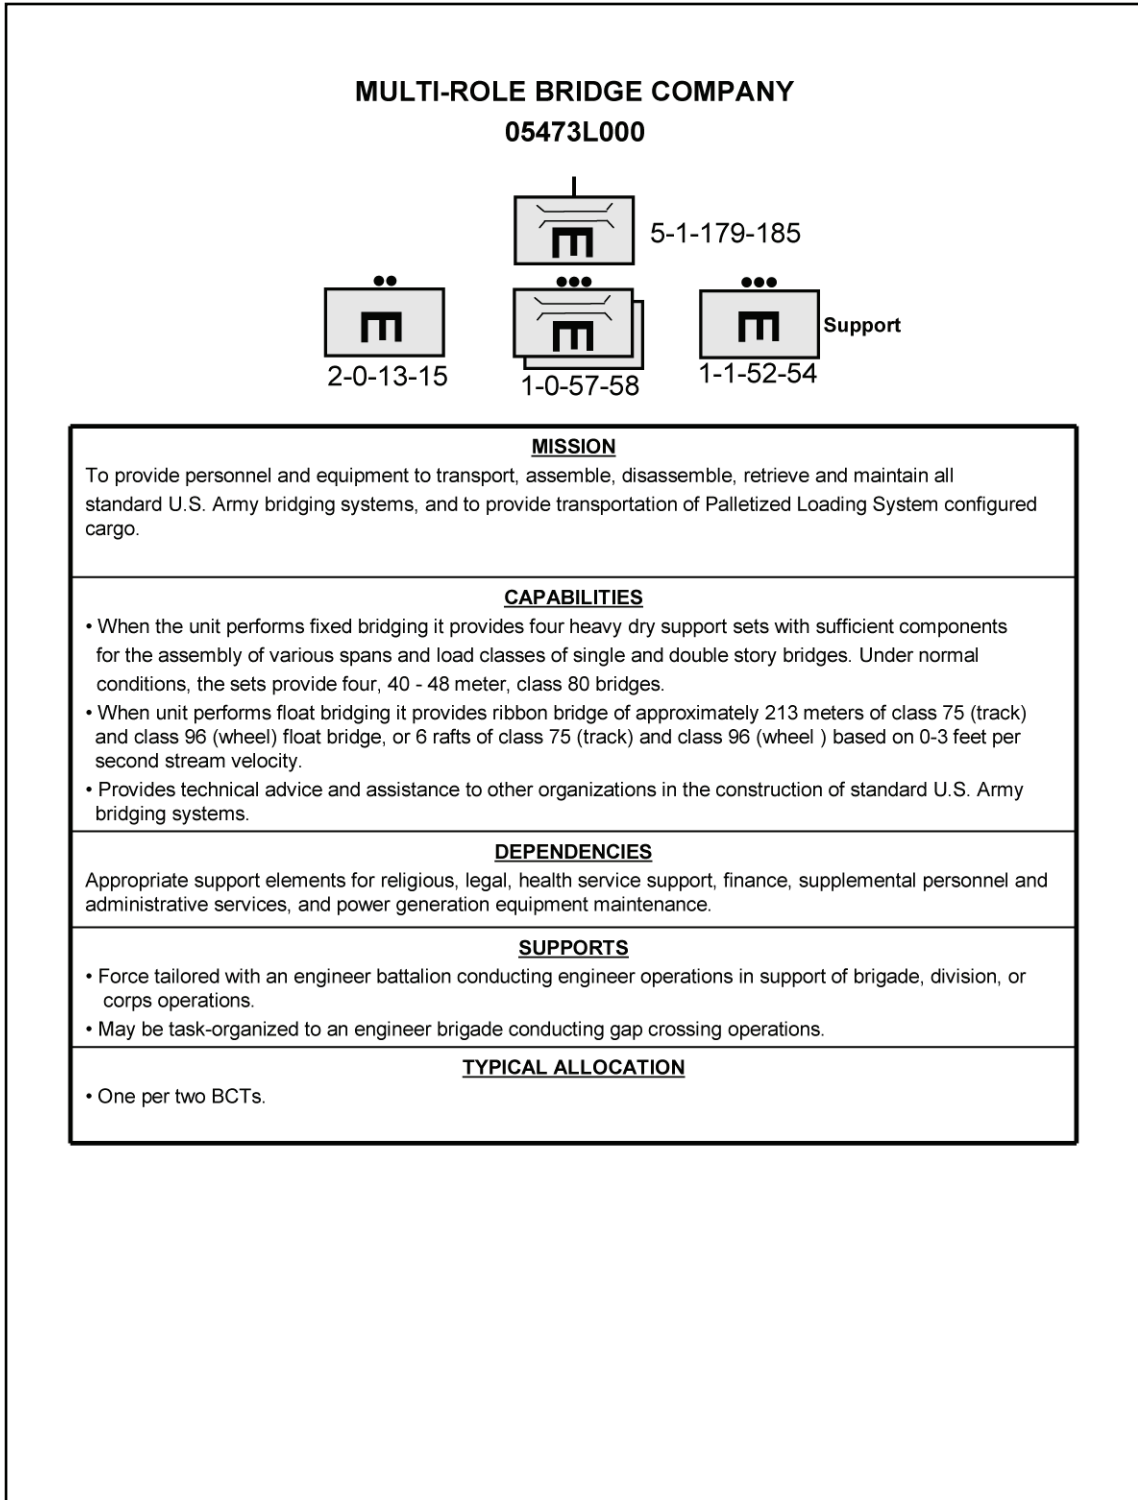 MULTI-ROLE BRIDGE COMPANY
05473L000
5-1-179-185
Support
2-0-13-15
1-0-57-58
1-1-52-54
MISSION
To provide personnel and equipment to transport, assemble, disassemble, retrieve and maintain all
standard U.S. Army bridging systems, and to provide transportation of Palletized Loading System configured
cargo.
CAPABILITIES
• When the unit performs fixed bridging it provides four heavy dry support sets with sufficient components
for the assembly of various spans and load classes of single and double story bridges. Under normal
conditions, the sets provide four, 40 - 48 meter, class 80 bridges.
• When unit performs float bridging it provides ribbon bridge of approximately 213 meters of class 75 (track)
and class 96 (wheel) float bridge, or 6 rafts of class 75 (track) and class 96 (wheel ) based on 0-3 feet per
second stream velocity.
• Provides technical advice and assistance to other organizations in the construction of standard U.S. Army
bridging systems.
DEPENDENCIES
Appropriate support elements for religious, legal, health service support, finance, supplemental personnel and
administrative services, and power generation equipment maintenance.
SUPPORTS
• Force tailored with an engineer battalion conducting engineer operations in support of brigade, division, or
corps operations.
• May be task-organized to an engineer brigade conducting gap crossing operations.
TYPICAL ALLOCATION
• One per two BCTs.